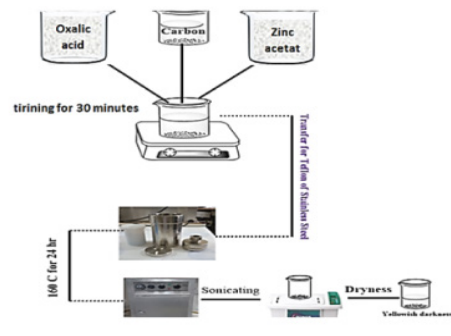 Oxalic
acid
Carbon
Zinc
acetat
tirining for 30 minutes
Transfer for Teflon of Stainless Steel
160 C for 24 hr
Sonicating
Dryness
Yellowish darkness